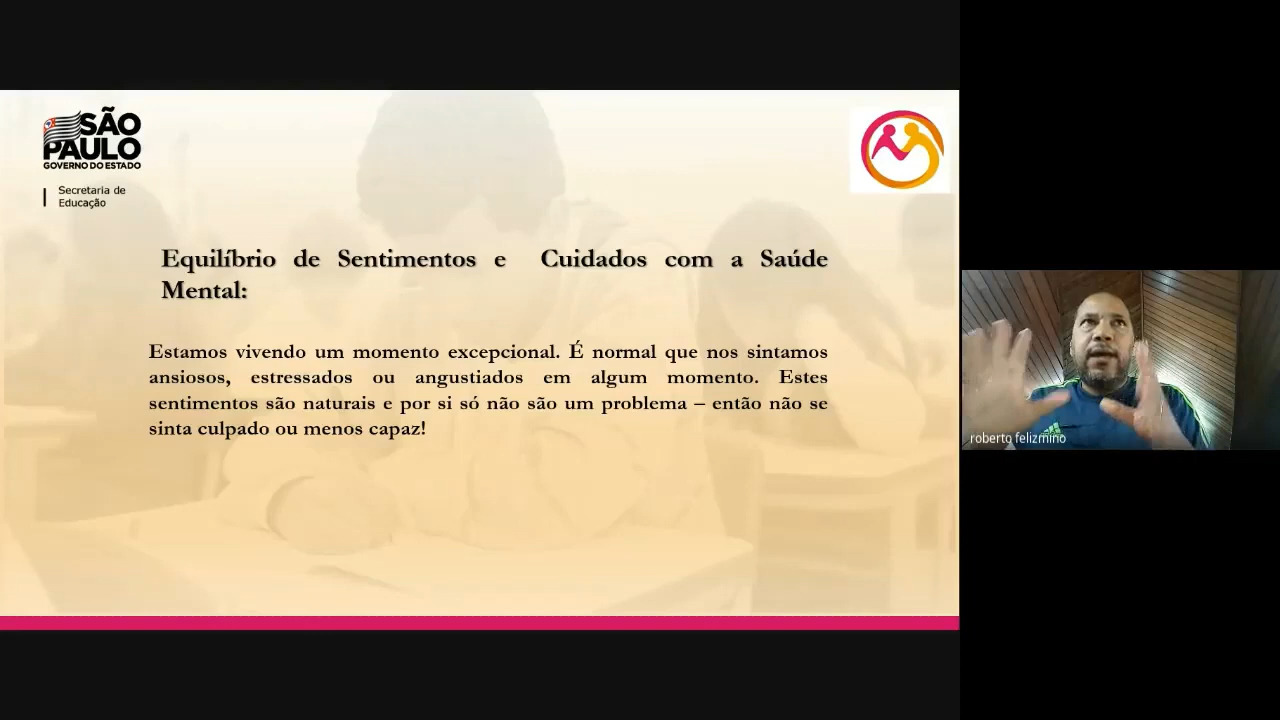 SÃO
PAULO
GOVERNO DO ESTADO
Secretaria de
Educação
Equilíbrio de Sentimentos e Cuidados com a Saúde
Mental:
Estamos vivendo um momento excepcional. É normal que nos sintamos
ansiosos, estressados ou angustiados em algum momento. Estes
sentimentos são naturais e por si só não são um problema – então não se
sinta culpado ou menos capaz!
roberto felizmino